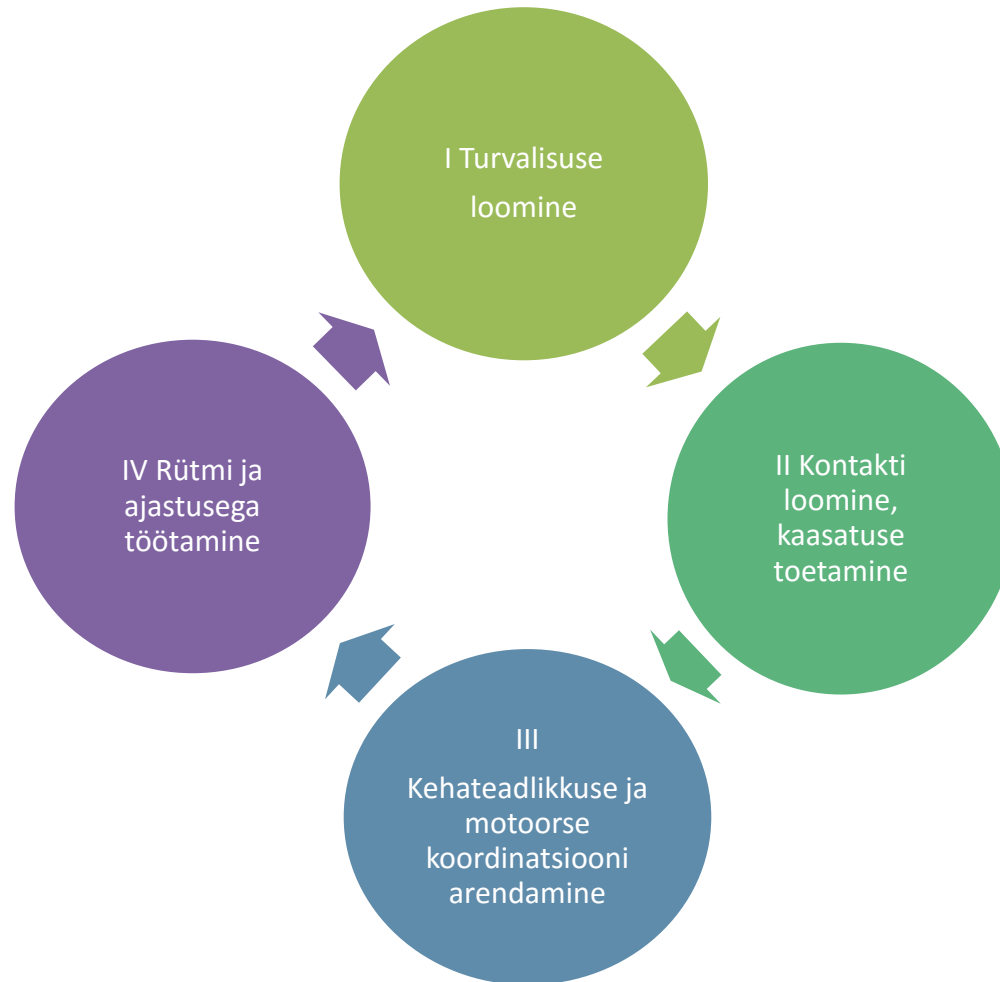 I Turvalisuse
loomine
II Kontakti
loomine,
kaasatuse
toetamine
III
Kehateadlikkuse ja
motoorse
koordinatsiooni
arendamine
IV Rütmi ja
ajastusega
töötamine